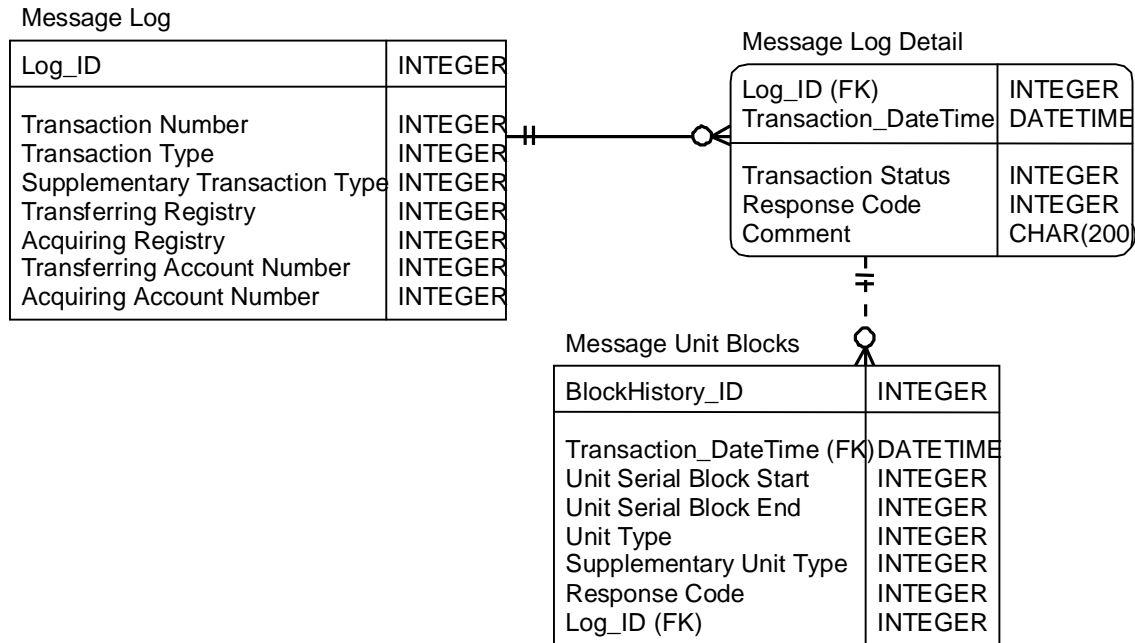 Message Log
Log_ID INTEGER
Transaction Number INTEGER
Transaction Type INTEGER
Supplementary Transaction Type INTEGER
Transferring Registry INTEGER
Acquiring Registry INTEGER
Transferring Account Number INTEGER
Acquiring Account Number INTEGER
Message Log Detail
Log_ID (FK) INTEGER
Transaction_DateTime DATETIME
Transaction Status INTEGER
Response Code INTEGER
Comment CHAR(200)
Message Unit Blocks
BlockHistory_ID INTEGER
Transaction_DateTime (FK) DATETIME
Unit Serial Block Start INTEGER
Unit Serial Block End INTEGER
Unit Type INTEGER
Supplementary Unit Type INTEGER
Response Code INTEGER
Log_ID (FK) INTEGER